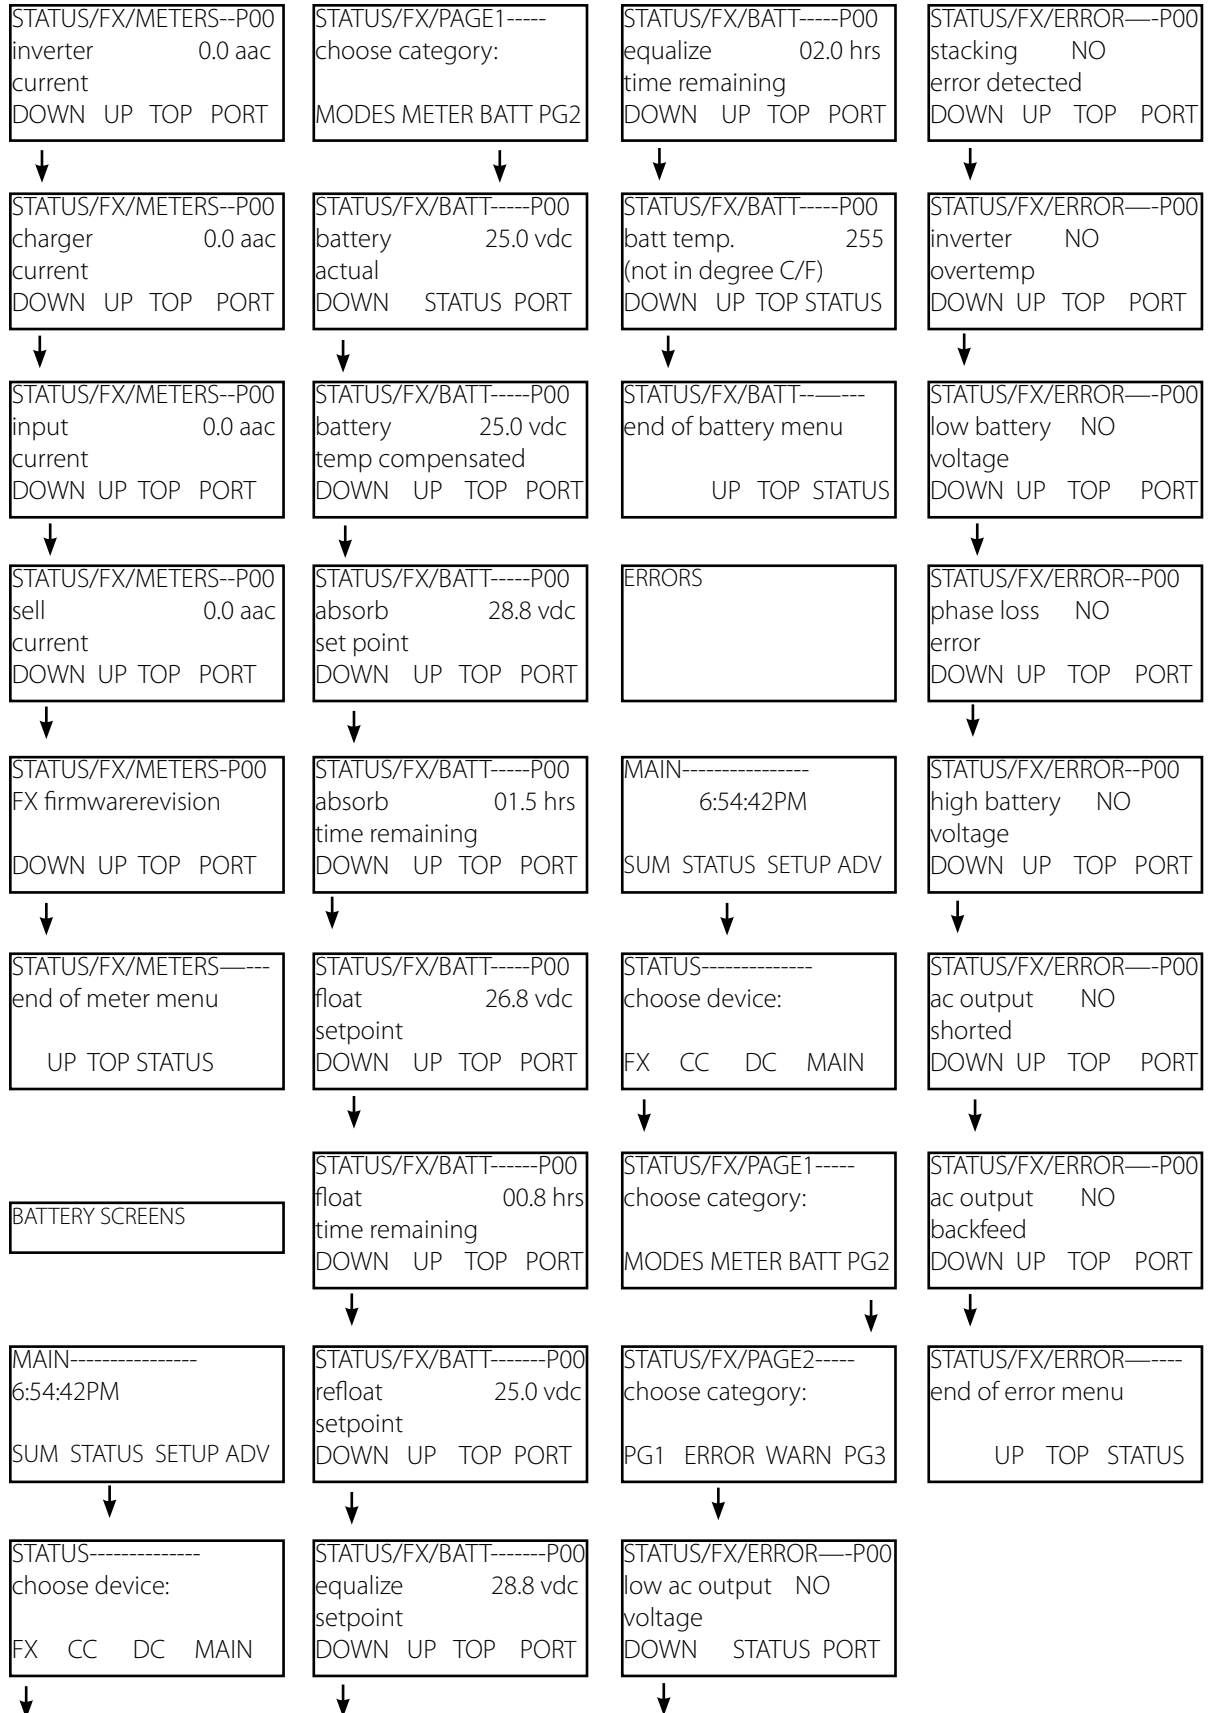 STATUS/FX/METERS--P00
inverter 0.0 aac
current
DOWN UP TOP PORT
STATUS/FX/METERS--P00
charger 0.0 aac
current
DOWN UP TOP PORT
STATUS/FX/METERS--P00
input 0.0 aac
current
DOWN UP TOP PORT
STATUS/FX/METERS--P00
sell 0.0 aac
current
DOWN UP TOP PORT
STATUS/FX/METERS-P00
FX firmwarerevision
DOWN UP TOP PORT
STATUS/FX/METERS—---
end of meter menu
UP TOP STATUS
BATTERY SCREENS
MAIN----------------
6:54:42PM
SUM STATUS SETUP ADV
STATUS--------------
choose device:
FX CC DC MAIN
STATUS/FX/PAGE1-----
choose category:
MODES METER BATT PG2
STATUS/FX/BATT-----P00
battery 25.0 vdc
actual
DOWN STATUS PORT
STATUS/FX/BATT-----P00
battery 25.0 vdc
temp compensated
DOWN UP TOP PORT
STATUS/FX/BATT-----P00
absorb 28.8 vdc
set point
DOWN UP TOP PORT
STATUS/FX/BATT-----P00
absorb 01.5 hrs
time remaining
DOWN UP TOP PORT
STATUS/FX/BATT-----P00
float 26.8 vdc
setpoint
DOWN UP TOP PORT
STATUS/FX/BATT------P00
float 00.8 hrs
time remaining
DOWN UP TOP PORT
STATUS/FX/BATT-------P00
refloat 25.0 vdc
setpoint
DOWN UP TOP PORT
STATUS/FX/BATT-------P00
equalize 28.8 vdc
setpoint
DOWN UP TOP PORT
STATUS/FX/BATT-----P00
equalize 02.0 hrs
time remaining
DOWN UP TOP PORT
STATUS/FX/BATT-----P00
batt temp. 255
(not in degree C/F)
DOWN UP TOP STATUS
STATUS/FX/BATT--—---
end of battery menu
UP TOP STATUS
ERRORS
MAIN----------------
6:54:42PM
SUM STATUS SETUP ADV
STATUS--------------
choose device:
FX CC DC MAIN
STATUS/FX/PAGE1-----
choose category:
MODES METER BATT PG2
STATUS/FX/PAGE2-----
choose category:
PG1 ERROR WARN PG3
STATUS/FX/ERROR—-P00
low ac output NO
voltage
DOWN STATUS PORT
STATUS/FX/ERROR—-P00
stacking NO
error detected
DOWN UP TOP PORT
STATUS/FX/ERROR—-P00
inverter NO
overtemp
DOWN UP TOP PORT
STATUS/FX/ERROR—-P00
low battery NO
voltage
DOWN UP TOP PORT
STATUS/FX/ERROR--P00
phase loss NO
error
DOWN UP TOP PORT
STATUS/FX/ERROR--P00
high battery NO
voltage
DOWN UP TOP PORT
STATUS/FX/ERROR—-P00
ac output NO
shorted
DOWN UP TOP PORT
STATUS/FX/ERROR—-P00
ac output NO
backfeed
DOWN UP TOP PORT
STATUS/FX/ERROR—----
end of error menu
UP TOP STATUS